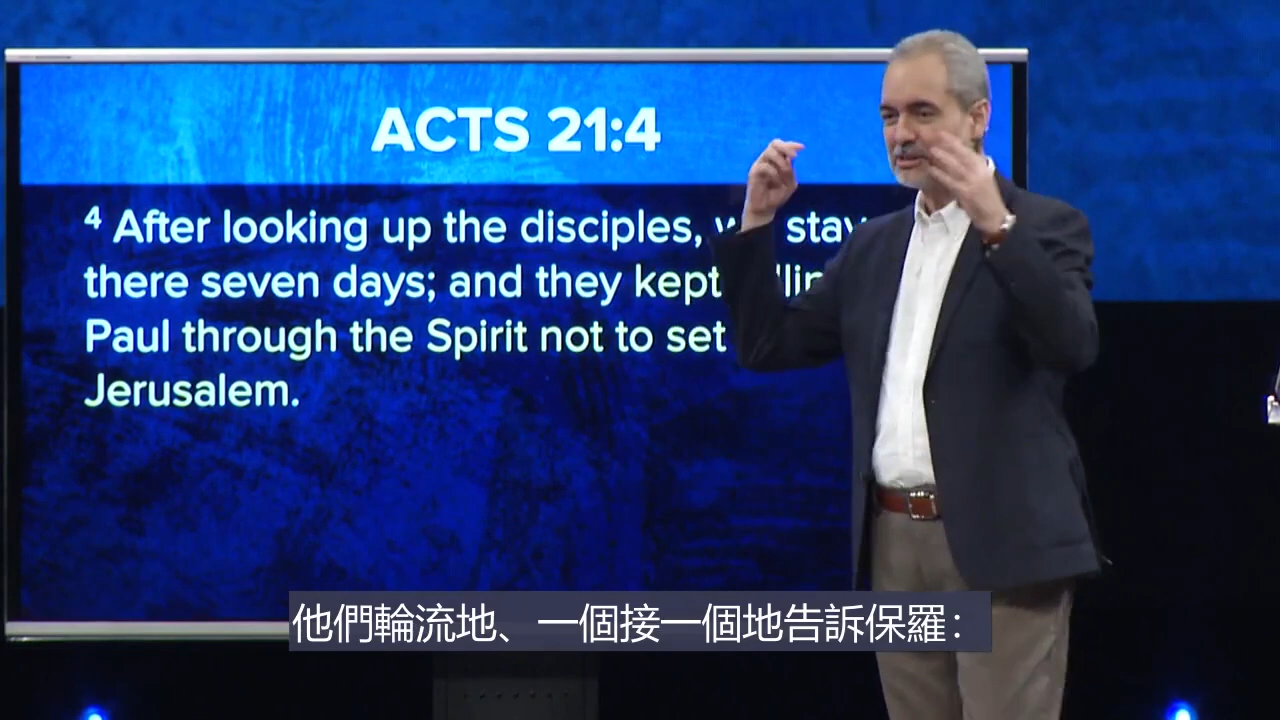 ACTS 21:4
4 After looking up the disciples, stay
there seven days; and they kept
Paul through the Spirit not to set
Jerusalem.
他們輪流地、一個接一個地告訴保羅：